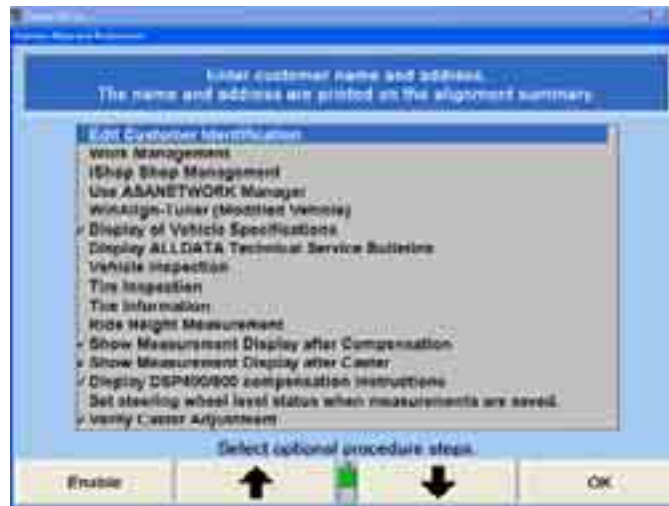 Enter customer name and address.
The name and address are printed on the alignment summary.
Edit Customer Identification
Work Management
iShop Shop Management
Use ASANETWORK Manager
WinAlign-Tuner (Modified Vehicle)
✓ Display of Vehicle Specifications
Display ALLDATA Technical Service Bulletins
Vehicle Inspection
Tire Inspection
Tire Information
Ride Height Measurement
✓ Show Measurement Display after Compensation
✓ Show Measurement Display after Caster
✓ Display DSP400/600 compensation instructions
Set steering wheel level status when measurements are saved.
✓ Verify Caster Adjustment
Select optional procedure steps.
Enable
OK